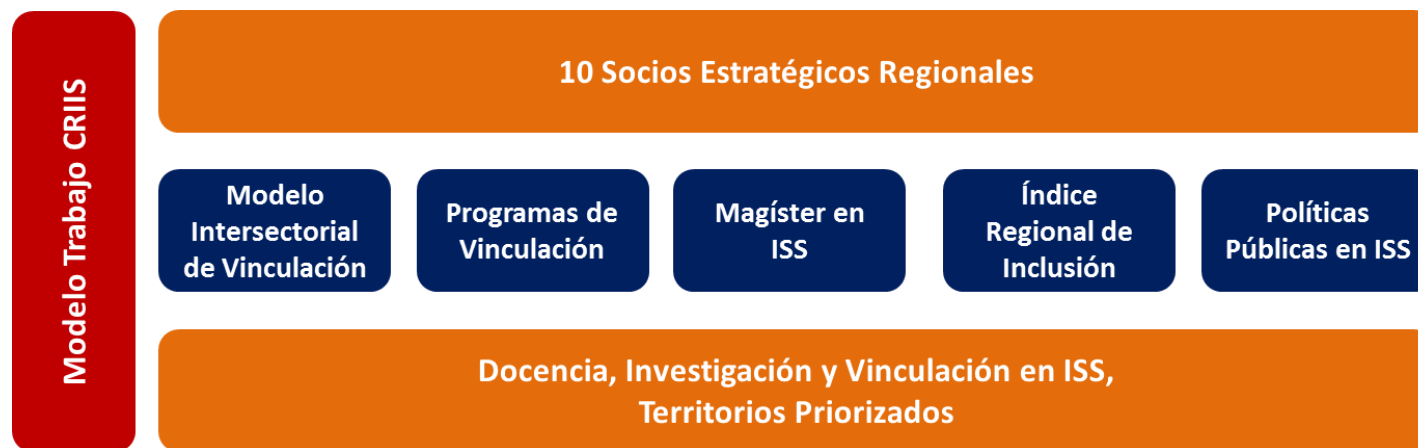 Modelo Trabajo CRIIS
10 Socios Estratégicos Regionales
Modelo
Intersectorial
de Vinculación
Programas de
Vinculación
Magíster en
ISS
Índice
Regional de
Inclusión
Políticas
Públicas en ISS
Docencia, Investigación y Vinculación en ISS,
Territorios Priorizados